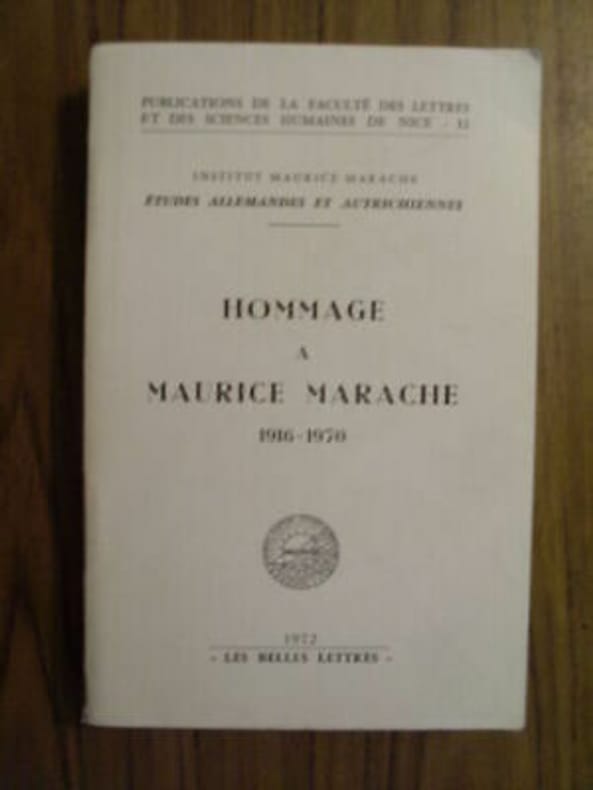 PUBLICATIONS DE LA FACULTÉ DES LETTRES
ET DES SCIENCES HUMAINES DE NICE -
INSTITUT MAURICE MARACHE
ÉTUDES ALLEMANDES ET AUTRICHIENNES
HOMMAGE
A
MAURICE MARACHE
1916-1970
1972
- LES BELLES LETTRES -